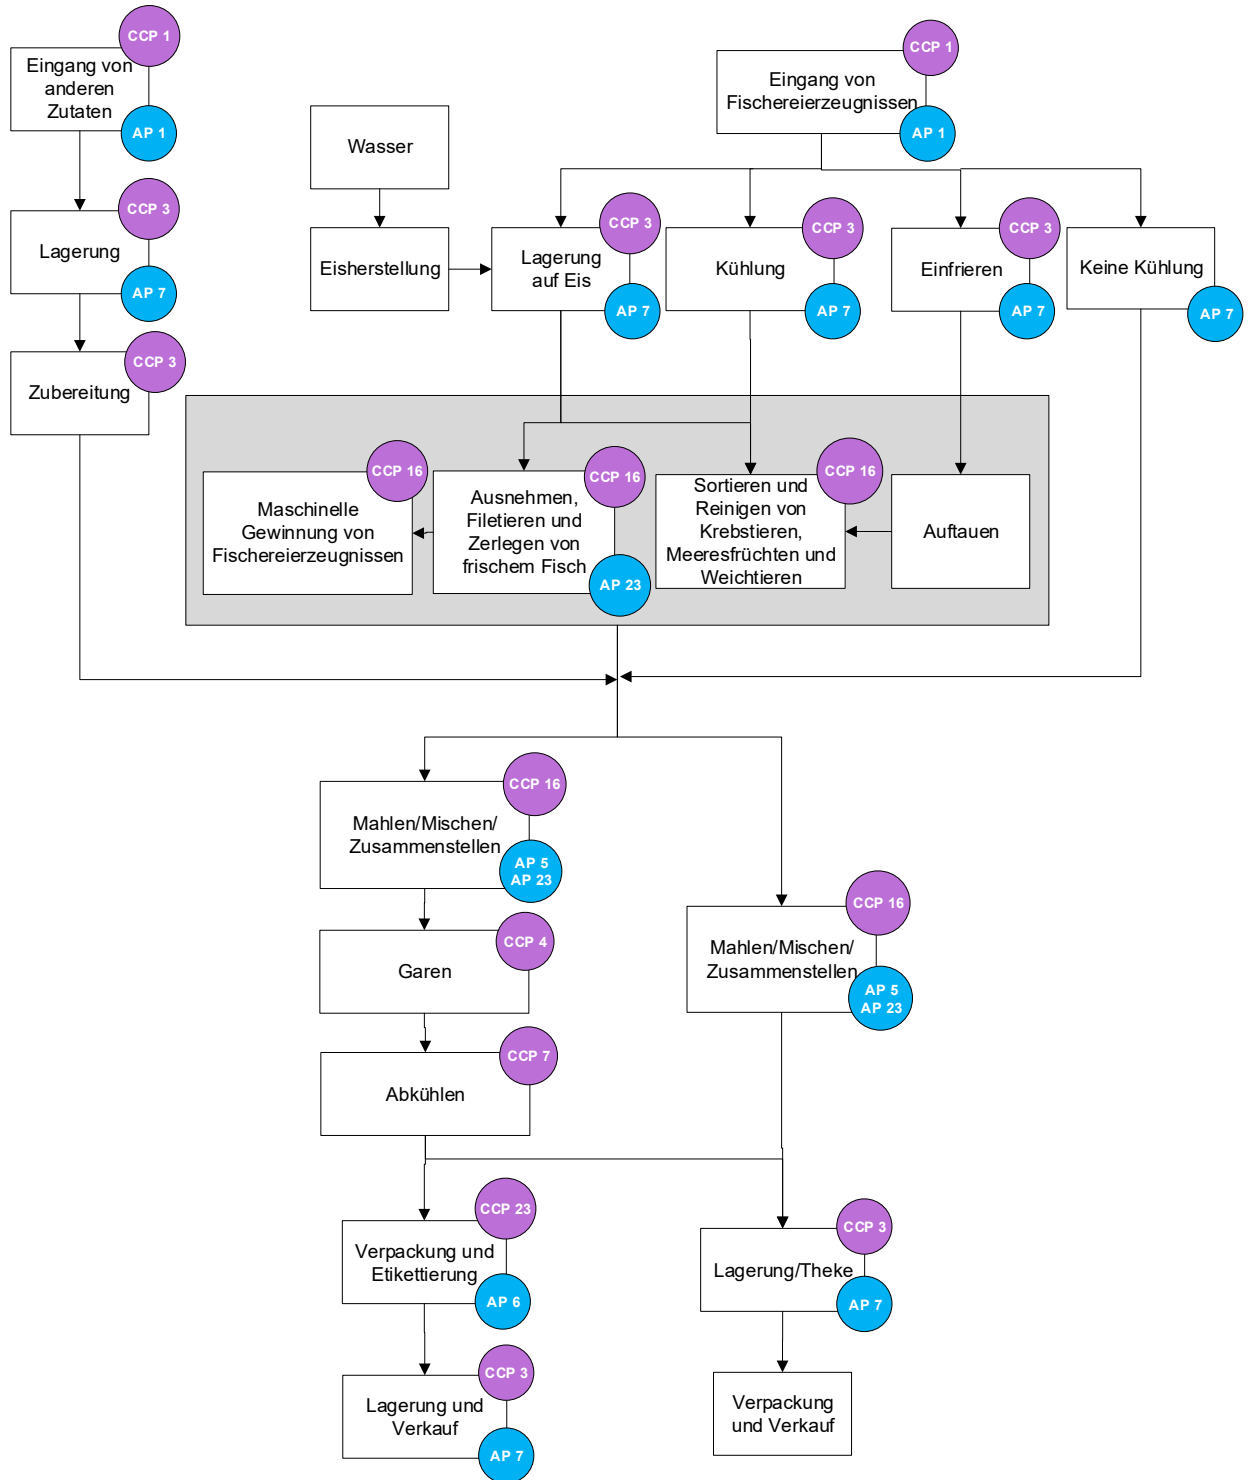 CCP 1
Eingang von
anderen
Zutaten
AP 1
CCP 1
Eingang von
Fischereierzeugnissen
AP 1
Wasser
CCP 3
Lagerung
AP 7
Eisherstellung
CCP 3
Lagerung
auf Eis
AP 7
CCP 3
Kühlung
AP 7
CCP 3
Einfrieren
AP 7
Keine Kühlung
AP 7
CCP 3
Zubereitung
CCP 16
Maschinelle
Gewinnung von
Fischereierzeugnissen
CCP 16
Ausnehmen,
Filetieren und
Zerlegen von
frischem Fisch
AP 23
CCP 16
Sortieren und
Reinigen von
Krebstieren,
Meeresfrüchten und
Weichtieren
Auftauen
CCP 16
Mahlen/Mischen/
Zusammenstellen
AP 5
AP 23
CCP 4
Garen
CCP 16
Mahlen/Mischen/
Zusammenstellen
AP 5
AP 23
CCP 7
Abkühlen
CCP 23
Verpackung und
Etikettierung
AP 6
CCP 3
Lagerung/Theke
AP 7
CCP 3
Lagerung und
Verkauf
AP 7
Verpackung
und Verkauf